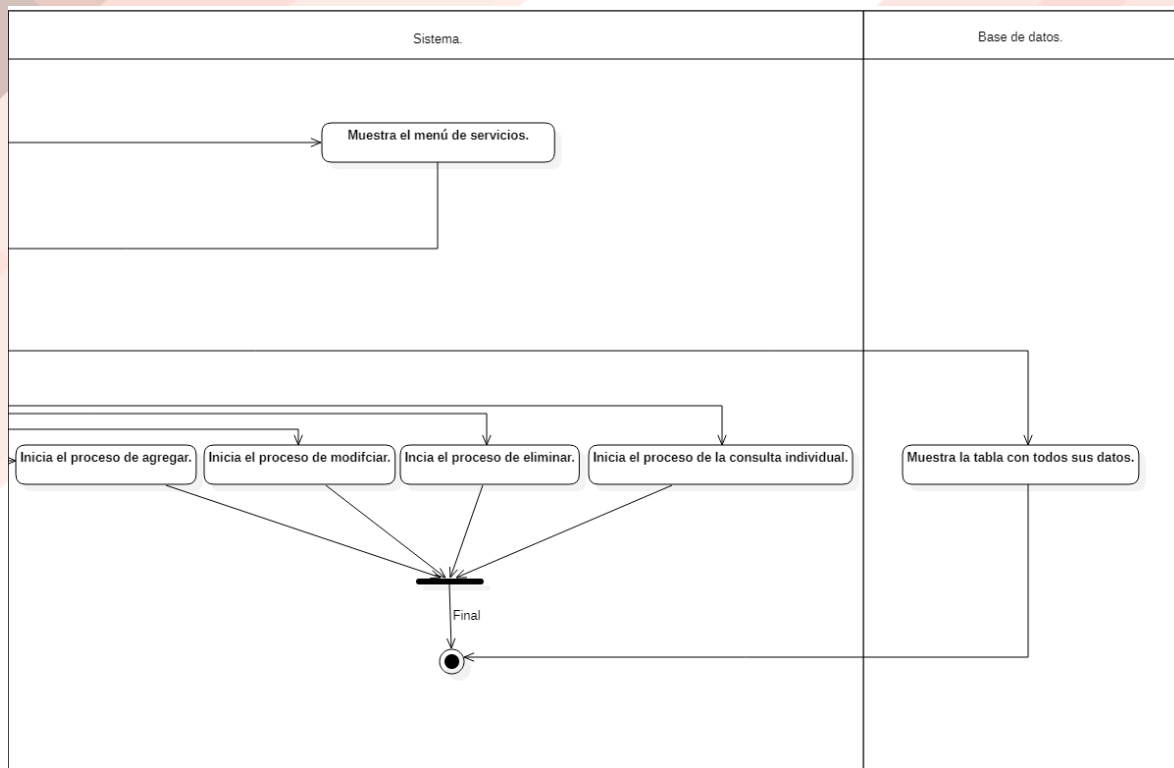 Sistema.
Base de datos.
Muestra el menú de servicios.
Inicia el proceso de agregar.
Inicia el proceso de modifciar.
Incia el proceso de eliminar.
Inicia el proceso de la consulta individual.
Muestra la tabla con todos sus datos.
Final